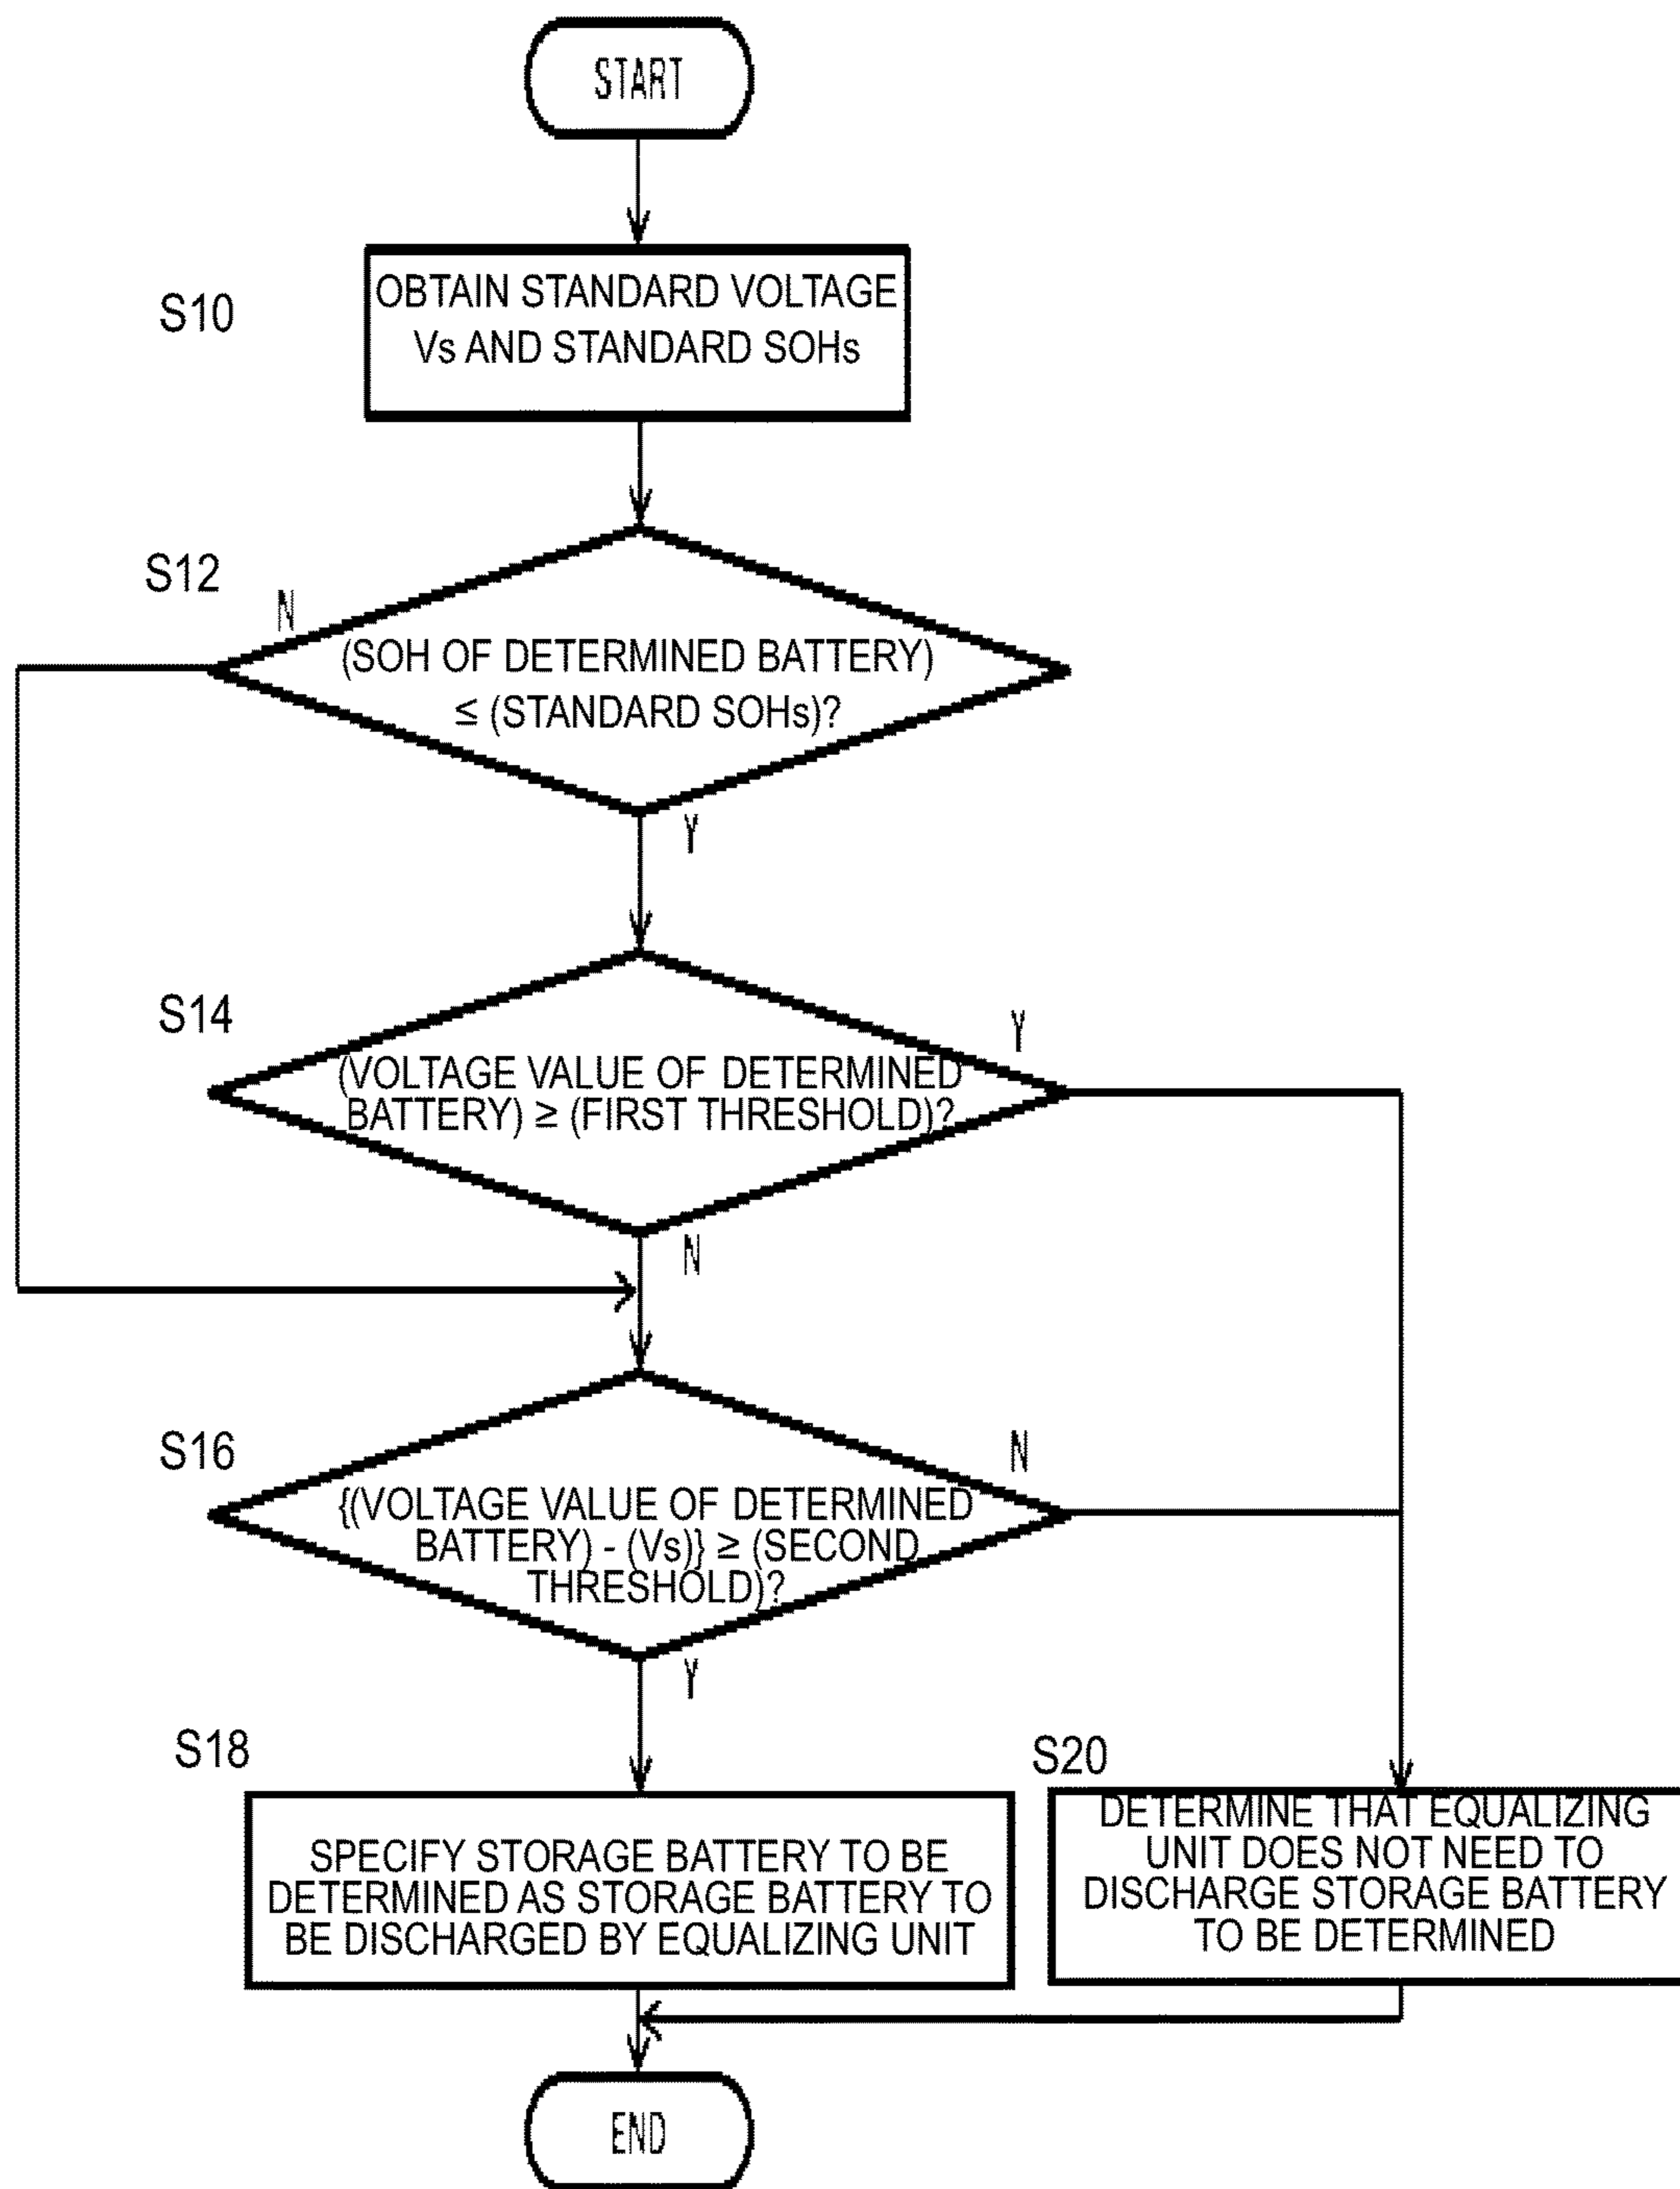 START
S10
OBTAIN STANDARD VOLTAGE
Vs AND STANDARD SOHs
S12
N
(SOH OF DETERMINED BATTERY)
≤ (STANDARD SOHs)?
Y
S14
Y
(VOLTAGE VALUE OF DETERMINED
BATTERY) ≥ (FIRST THRESHOLD)?
N
S16
N
{(VOLTAGE VALUE OF DETERMINED
BATTERY) - (Vs)} ≥ (SECOND
THRESHOLD)?
Y
S18
SPECIFY STORAGE BATTERY TO BE
DETERMINED AS STORAGE BATTERY TO
BE DISCHARGED BY EQUALIZING UNIT
S20
DETERMINE THAT EQUALIZING
UNIT DOES NOT NEED TO
DISCHARGE STORAGE BATTERY
TO BE DETERMINED
END